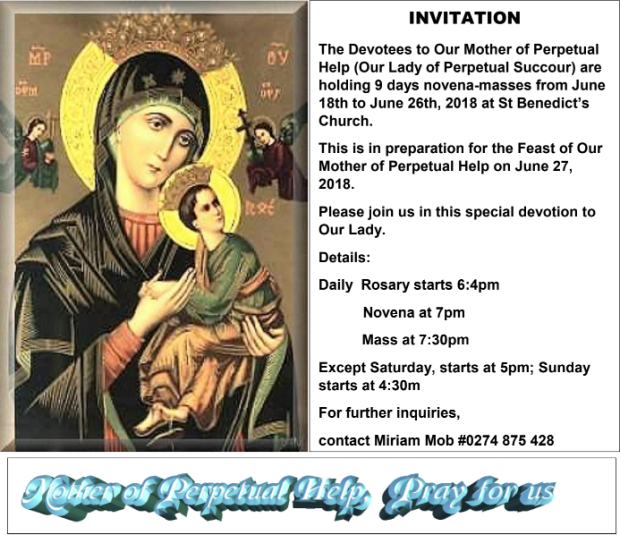 INVITATION
The Devotees to Our Mother of Perpetual
Help (Our Lady of Perpetual Succour) are
holding 9 days novena-masses from June
18th to June 26th, 2018 at St Benedict's
Church.
This is in preparation for the Feast of Our
Mother of Perpetual Help on June 27,
2018.
Please join us in this special devotion to
Our Lady.
Details:
Daily Rosary starts 6:4pm
Novena at 7pm
Mass at 7:30pm
Except Saturday, starts at 5pm; Sunday
starts at 4:30m
For further inquiries,
contact Miriam Mob #0274 875 428
Mother of Perpetual Help, Pray for us